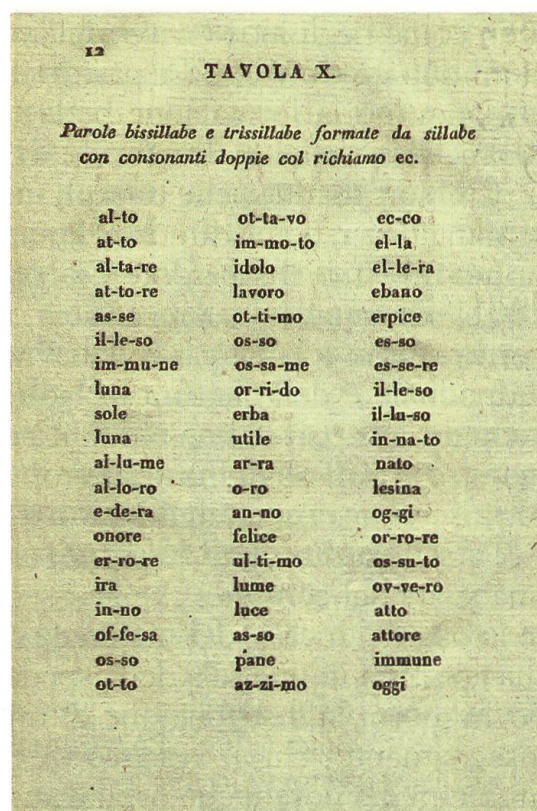 12
TAVOLA X.
Parole bissillabe e trissillabe formate da sillabe
con consonanti doppie col richiamo ec.
al-to ot-ta-vo ec-co
at-to im-mo-to el-la
al-ta-re idolo el-le-ra
at-to-re lavoro ebano
as-se ot-ti-mo erpice
il-le-so os-so es-so
im-mu-ne os-sa-me es-se-re
luna or-ri-do il-le-so
sole erba il-lu-so
luna utile in-na-to
al-lu-me ar-ra nato
al-lo-ro o-ro lesina
e-de-ra an-no og-gi
onore felice or-ro-re
er-ro-re ul-ti-mo os-su-to
ira lume ov-ve-ro
in-no luce atto
of-fe-sa as-so attore
os-so pane immune
ot-to az-zi-mo oggi